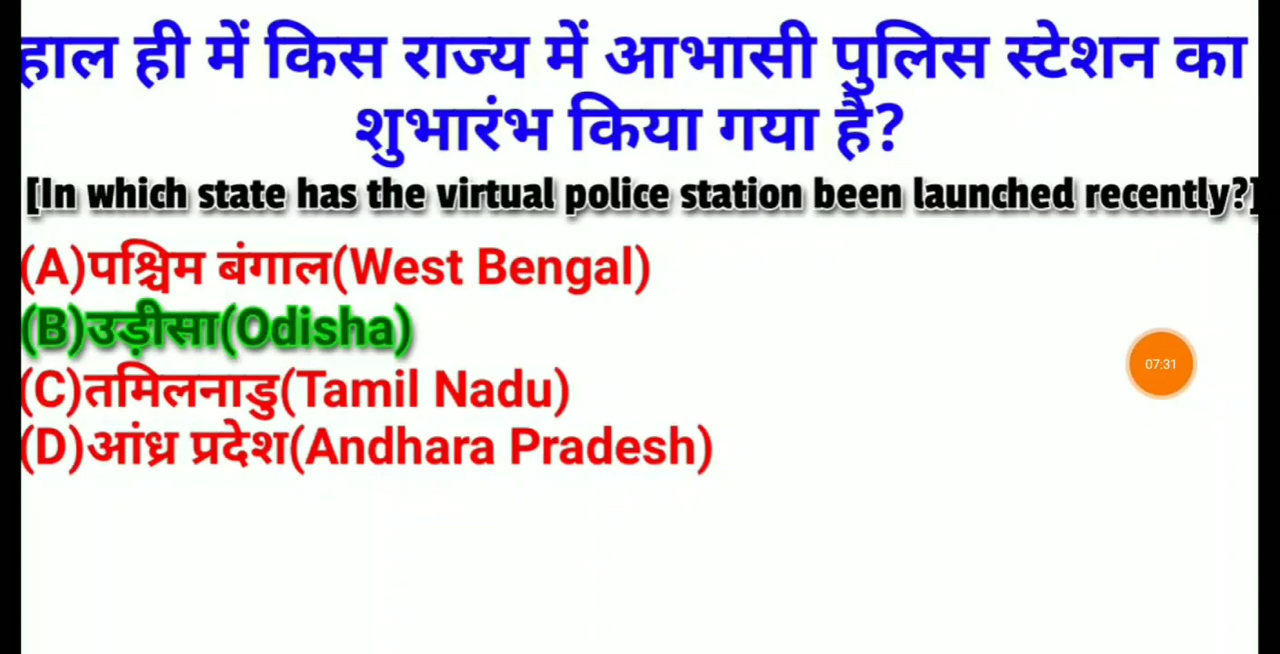 हाल ही में किस राज्य में आभासी पुलिस स्टेशन का
शुभारंभ किया गया है?
[In which state has the virtual police station been launched recently?]
(A)पश्चिम बंगाल(West Bengal)
(B)उड़ीसा(Odisha)
07:31
(C)तमिलनाडु(Tamil Nadu)
(D)आंध्र प्रदेश(Andhara Pradesh)